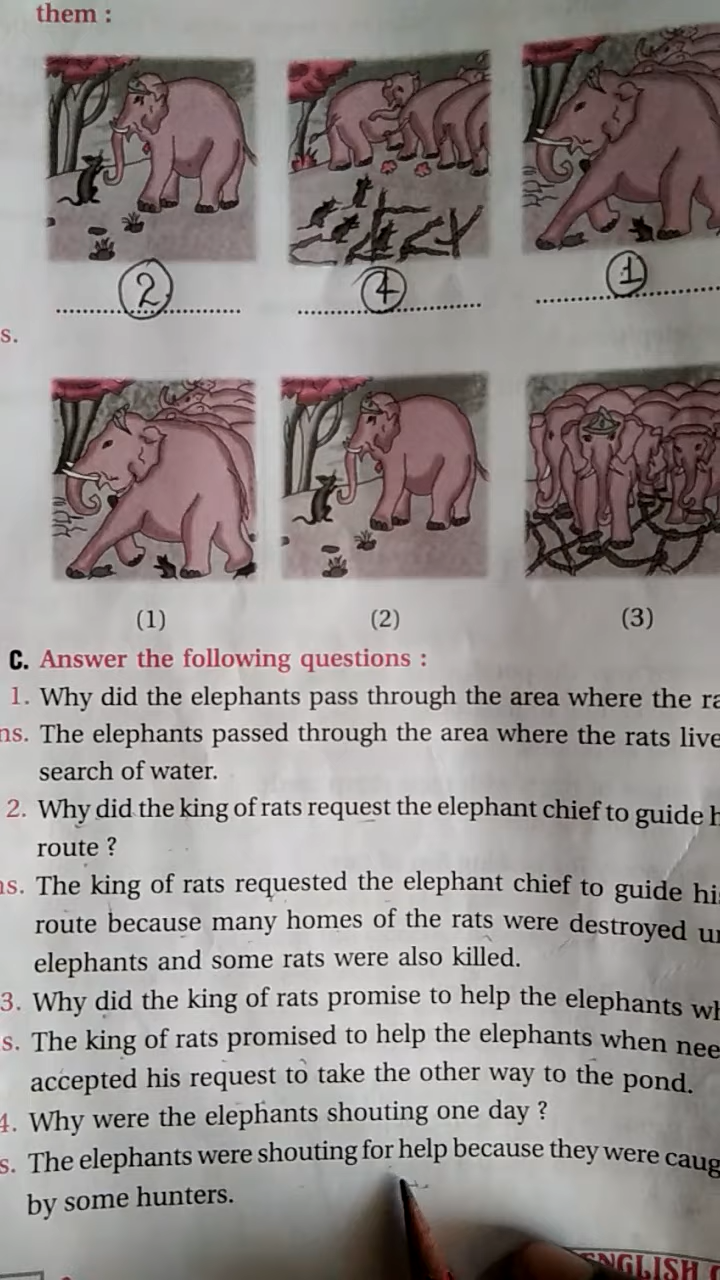 them :
2 4 1
s.
(1) (2) (3)
C. Answer the following questions :
1. Why did the elephants pass through the area where the
ns. The elephants passed through the area where the rats live
search of water.
2. Why did the king of rats request the elephant chief to guide
route ?
s. The king of rats requested the elephant chief to guide
route because many homes of the rats were destroyed
elephants and some rats were also killed.
3. Why did the king of rats promise to help the elephants
s. The king of rats promised to help the elephants when
accepted his request to take the other way to the pond.
4. Why were the elephants shouting one day ?
s. The elephants were shouting for help because they were
by some hunters.
ENGLISH